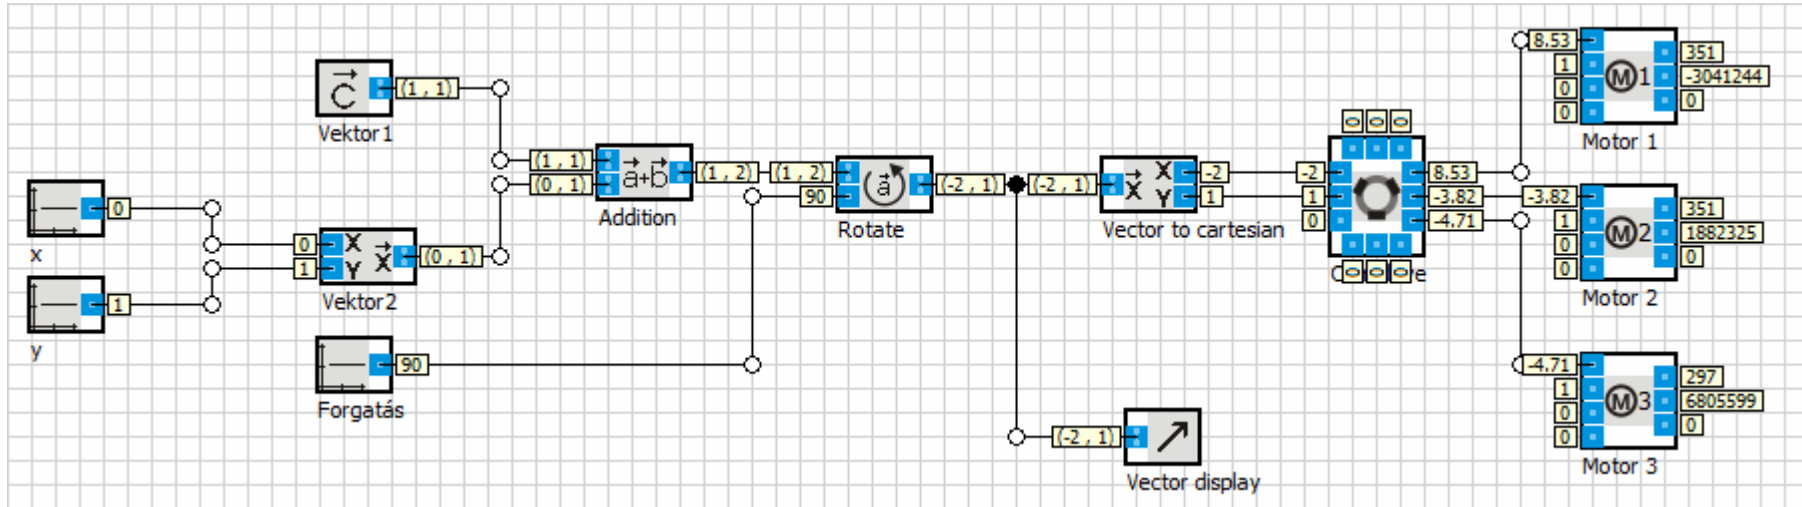 C
(1 , 1)
Vektor1
x
0
y
1
0
1
X
Y
X
(0 , 1)
Vektor2
90
Forgatás
(1 , 1)
(0 , 1)
a+b
(1 , 2)
Addition
(1 , 2)
90
a
(-2 , 1)
Rotate
(-2 , 1)
X
X
Y
-2
1
Vector to cartesian
(-2 , 1)
Vector display
-2
1
0
8.53
-3.82
-4.71
8.53
1
0
0
M1
351
-3041244
0
Motor 1
-3.82
1
0
0
M2
351
1882325
0
Motor 2
-4.71
1
0
0
M3
297
6805599
0
Motor 3